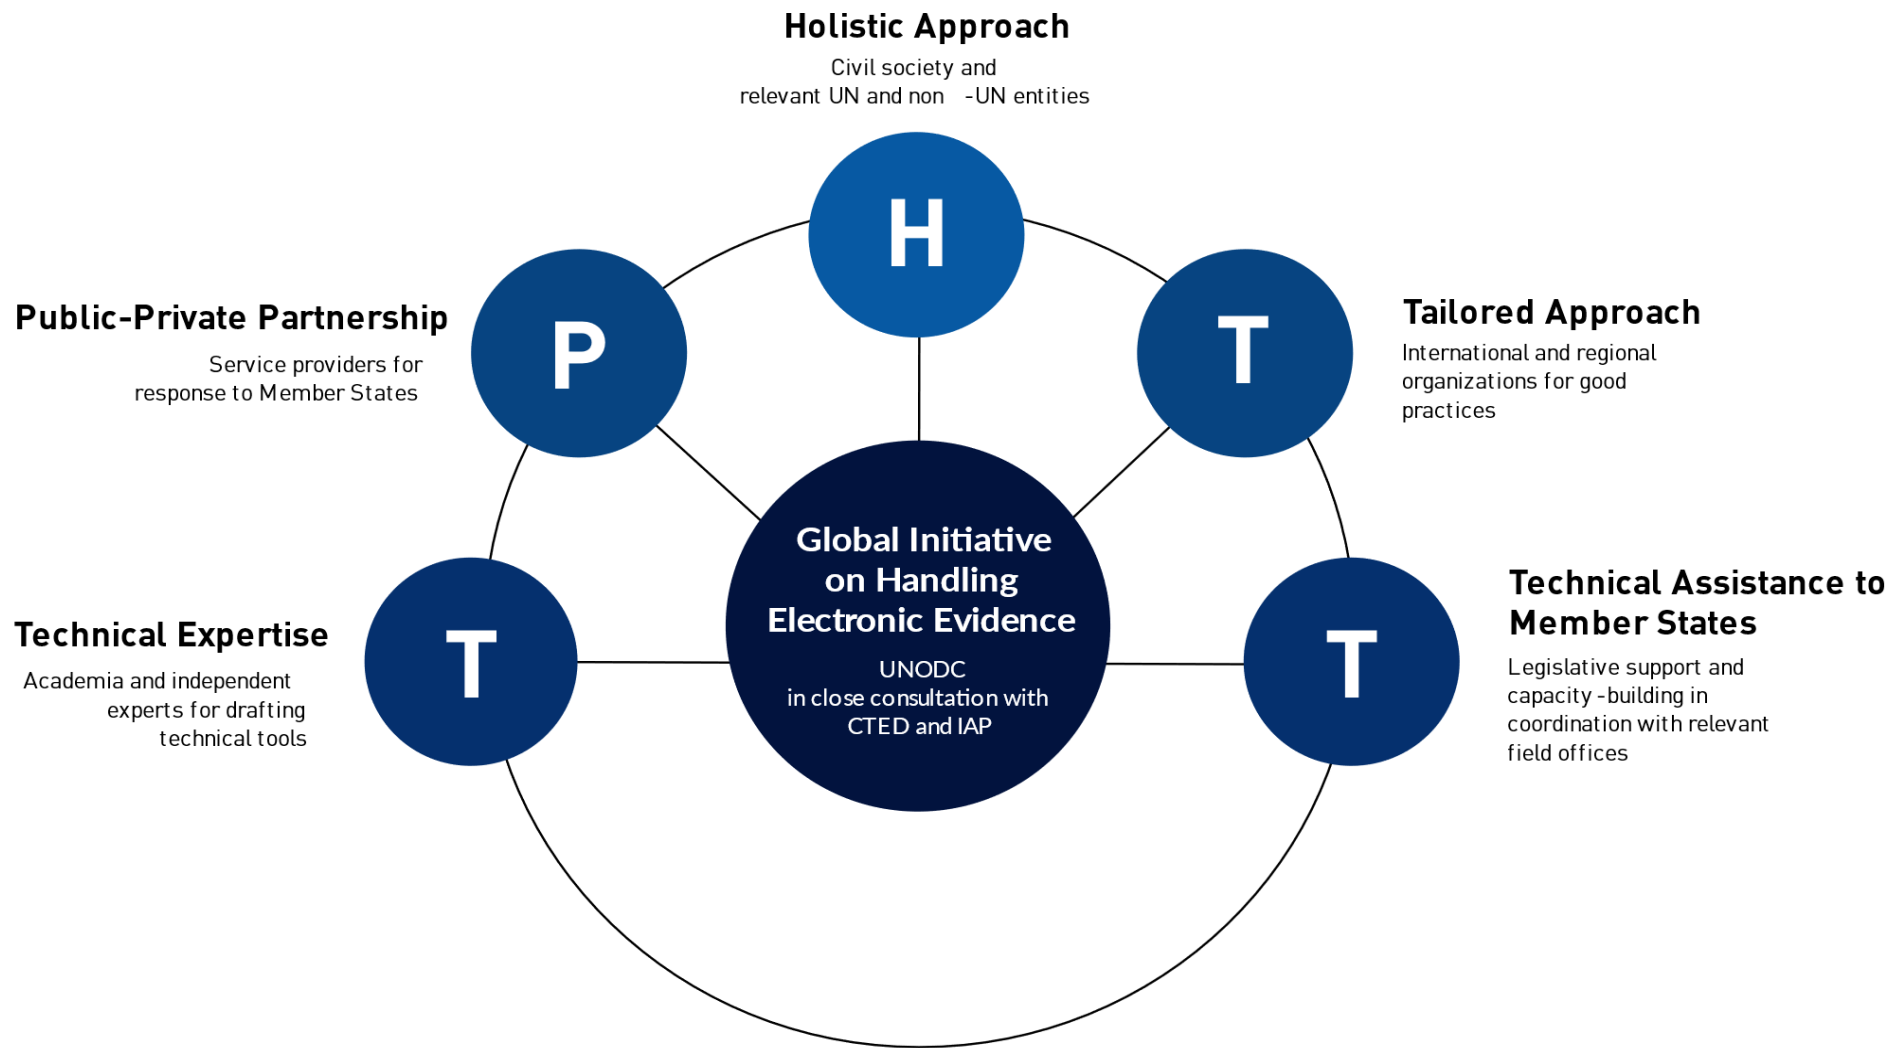 Holistic Approach
Civil society and
relevant UN and non -UN entities
H
Public-Private Partnership
Service providers for
response to Member States
P
T
Tailored Approach
International and regional
organizations for good
practices
Global Initiative
on Handling
Electronic Evidence
UNODC
in close consultation with
CTED and IAP
Technical Expertise
Academia and independent
experts for drafting
technical tools
T
T
Technical Assistance to
Member States
Legislative support and
capacity -building in
coordination with relevant
field offices